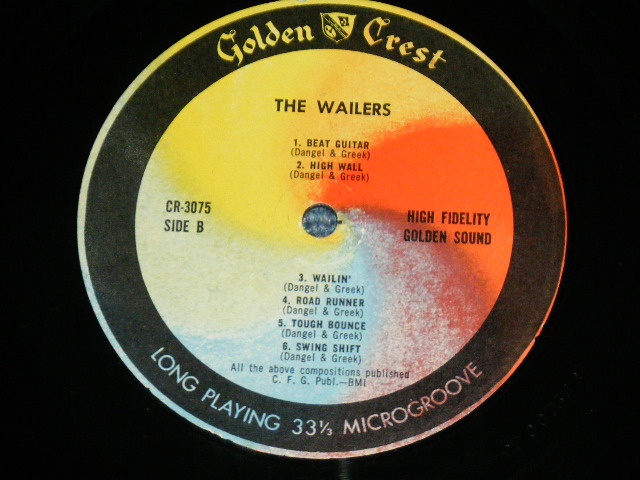 Golden Crest
THE WAILERS
1. BEAT GUITAR
(Dangel & Greek)
2. HIGH WALL
(Dangel & Greek)
CR-3075
SIDE B
HIGH FIDELITY
GOLDEN SOUND
3. WAILIN'
(Dangel & Greek)
4. ROAD RUNNER
(Dangel & Greek)
5. TOUGH BOUNCE
(Dangel & Greek)
6. SWING SHIFT
(Dangel & Greek)
All the above compositions published
C. F. G. Publ.—BMI
LONG PLAYING 33⅓ MICROGROOVE